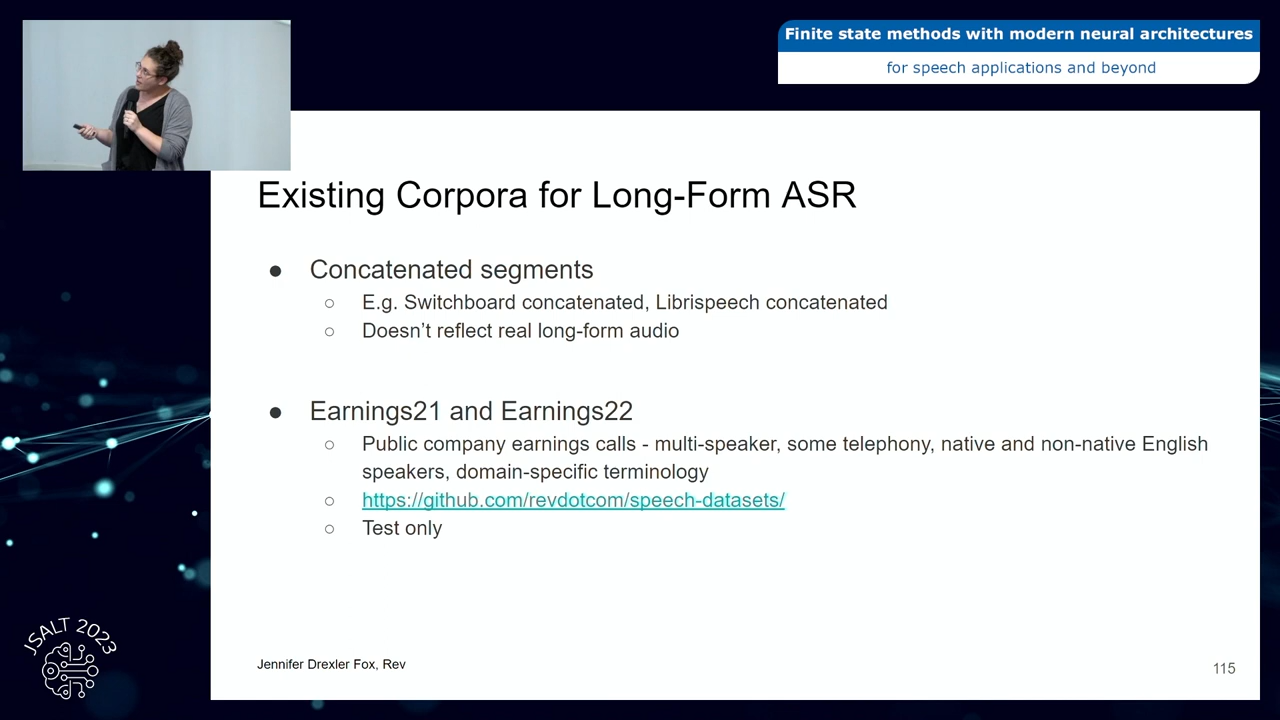 Finite state methods with modern neural architectures
for speech applications and beyond
Existing Corpora for Long-Form ASR
● Concatenated segments
○ E.g. Switchboard concatenated, Librispeech concatenated
○ Doesn’t reflect real long-form audio
● Earnings21 and Earnings22
○ Public company earnings calls - multi-speaker, some telephony, native and non-native English
speakers, domain-specific terminology
○ https://github.com/revdotcom/speech-datasets/
○ Test only
JSALT 2023
Jennifer Drexler Fox, Rev
115